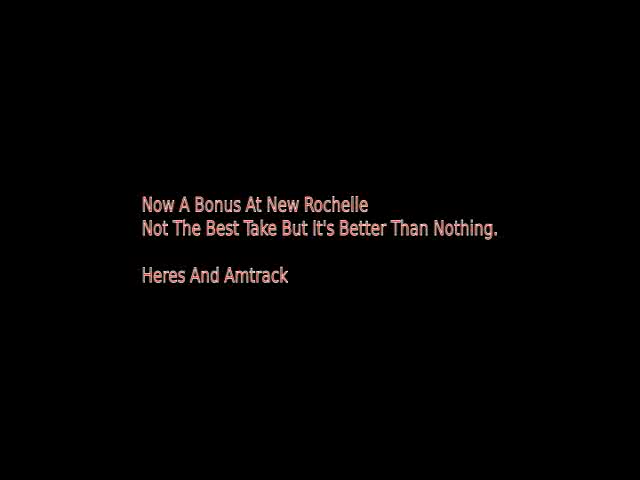 Now A Bonus At New Rochelle
Not The Best Take But It's Better Than Nothing.
Heres And Amtrack